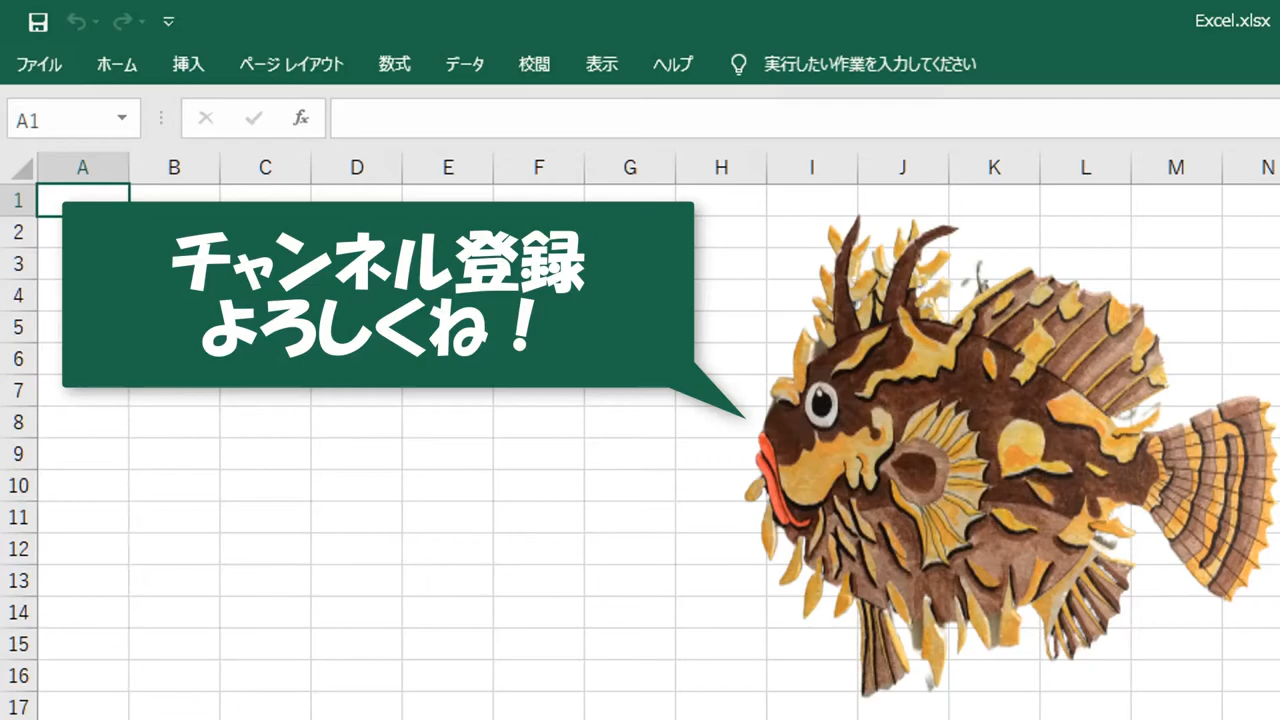 Excel.xlsx
ファイル ホーム 挿入 ページ レイアウト 数式 データ 校閲 表示 ヘルプ 実行したい作業を入力してください
A1 fx
A B C D E F G H I J K L M N
1
2
3
4
5
6
7
8
9
10
11
12
13
14
15
16
17
チャンネル登録
よろしくね！